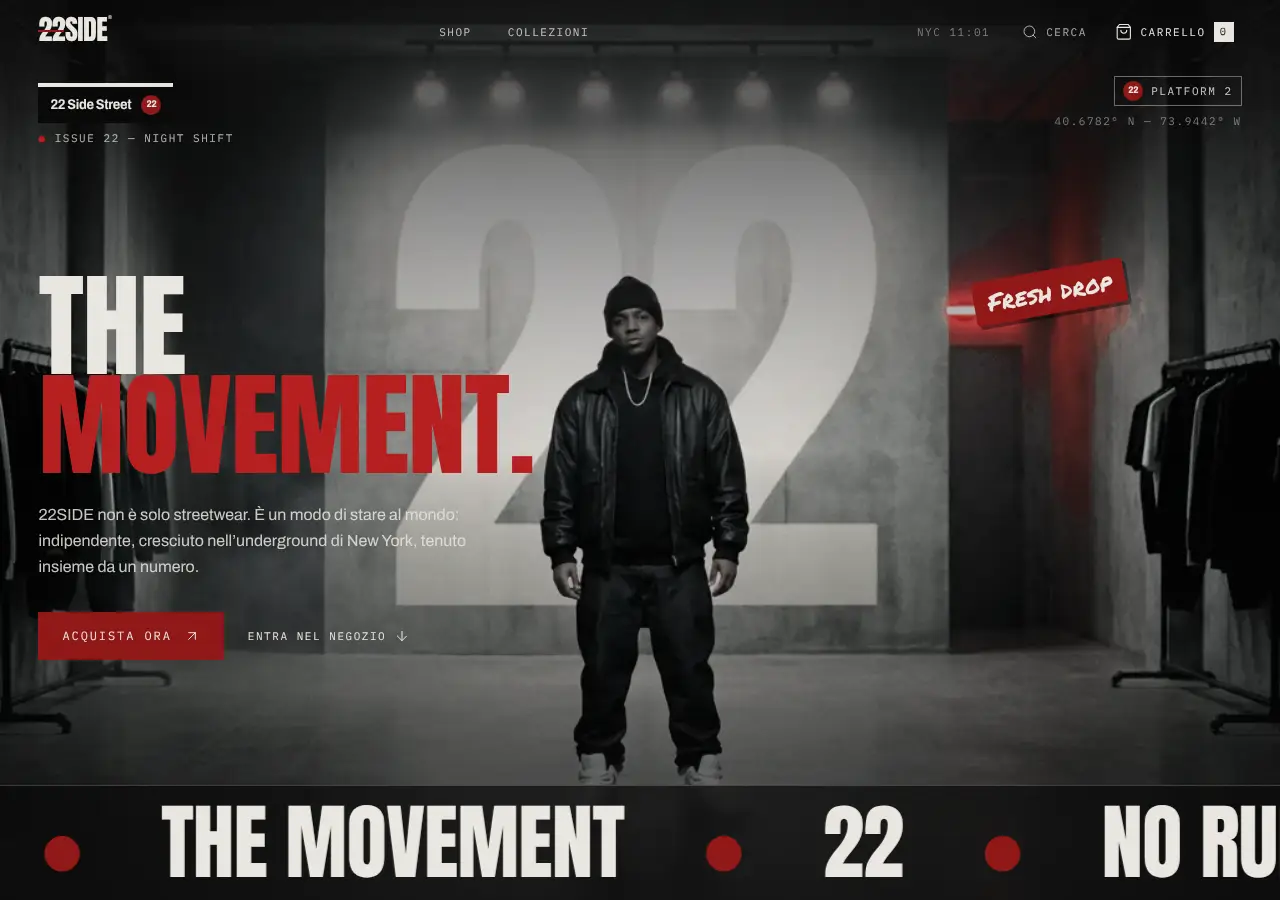 22SIDE
SHOP
COLLEZIONI
NYC 11:01
CERCA
CARRELLO
0
22 Side Street
22
ISSUE 22 — NIGHT SHIFT
22
PLATFORM 2
40.6782° N — 73.9442° W
22
FRESH DROP
THE
MOVEMENT.
22SIDE non è solo streetwear. È un modo di stare al mondo:
indipendente, cresciuto nell’underground di New York, tenuto
insieme da un numero.
ACQUISTA ORA
ENTRA NEL NEGOZIO
THE MOVEMENT
22
NO RU